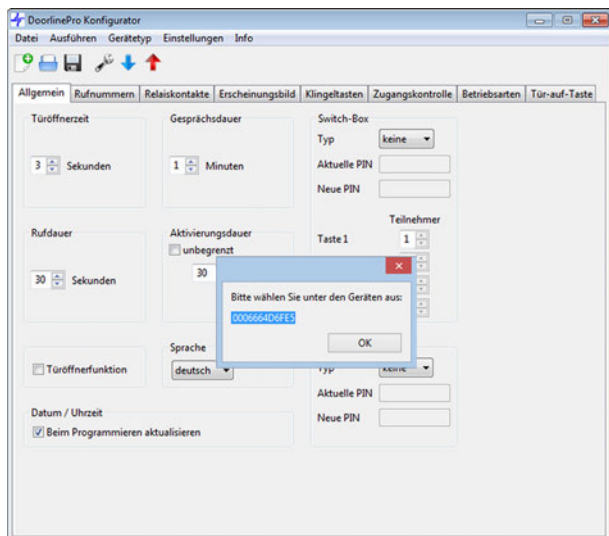 DoorlinePro Konfigurator
Datei Ausführen Gerätetyp Einstellungen Info
Allgemein Rufnummern Relaiskontakte Erscheinungsbild Klingeltasten Zugangskontrolle Betriebsarten Tür-auf-Taste
Türöffnerzeit
3 Sekunden
Gesprächsdauer
1 Minuten
Switch-Box
Typ keine
Aktuelle PIN
Neue PIN
Teilnehmer
Taste 1 1
Rufdauer
30 Sekunden
Aktivierungsdauer
unbegrenzt
30
Bitte wählen Sie unter den Geräten aus:
0006664D6FE5
OK
Türöffnerfunktion
Sprache
deutsch
Typ keine
Aktuelle PIN
Neue PIN
Datum / Uhrzeit
Beim Programmieren aktualisieren